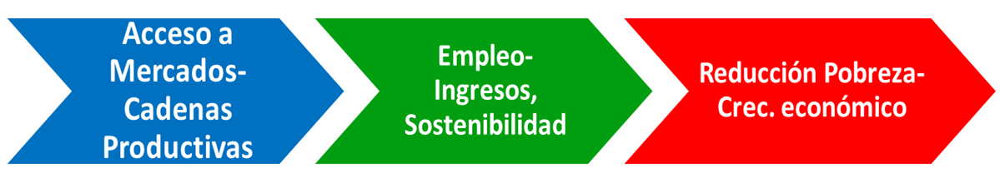 Acceso a
Mercados-
Cadenas
Productivas
Empleo-
Ingresos,
Sostenibilidad
Reducción Pobreza-
Crec. económico